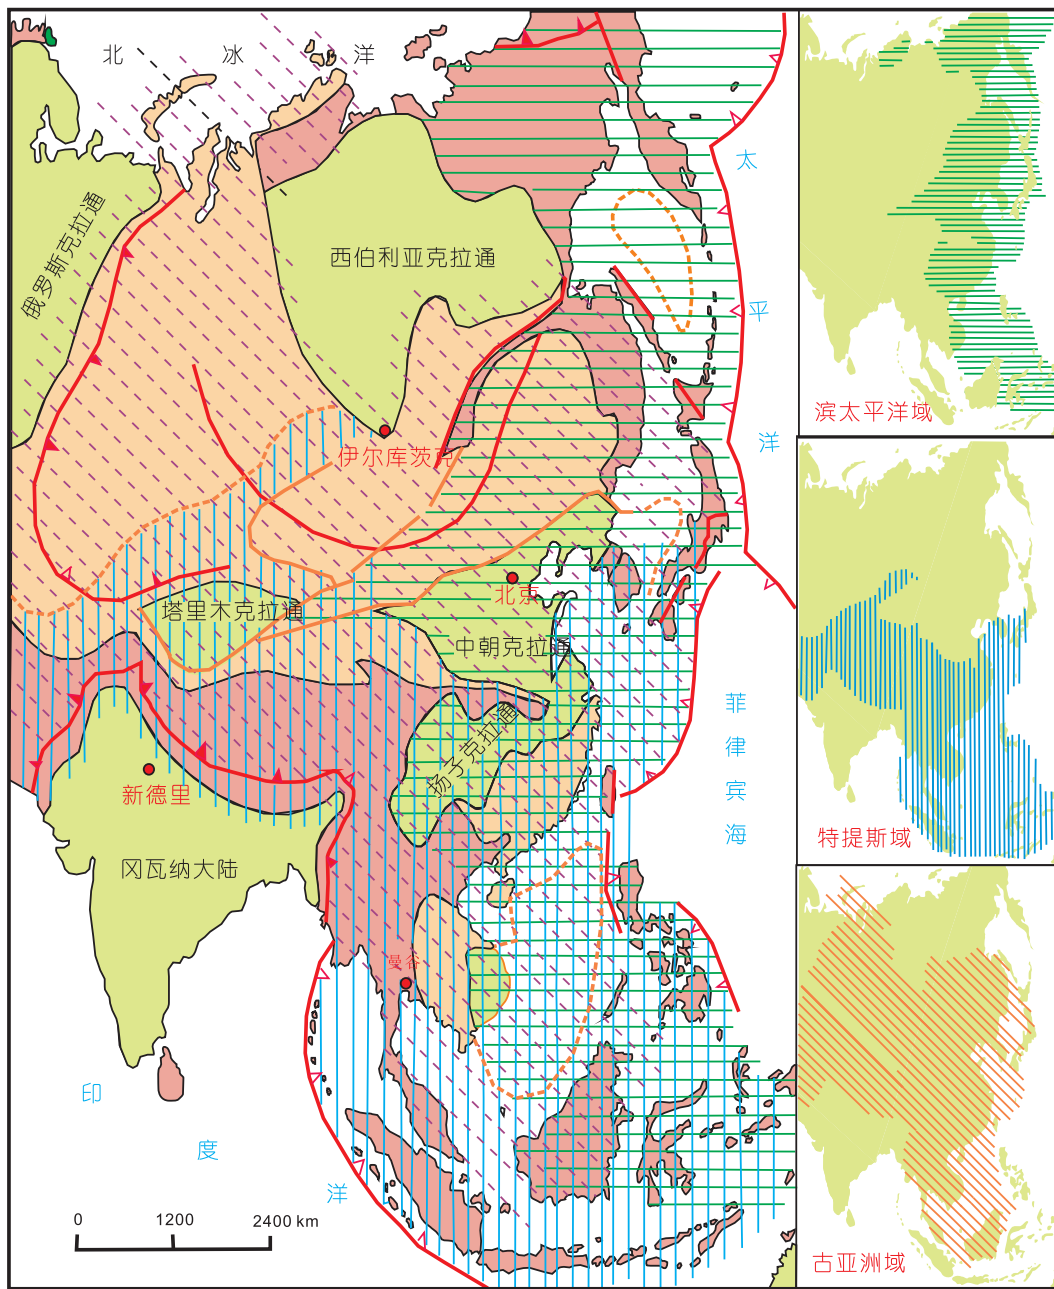 北冰洋
太平洋
俄罗斯克拉通
西伯利亚克拉通
伊尔库茨克
塔里木克拉通
北京
中朝克拉通
扬子克拉通
新德里
冈瓦纳大陆
曼谷
菲律宾海
印度洋
0 1200 2400 km
滨太平洋域
特提斯域
古亚洲域